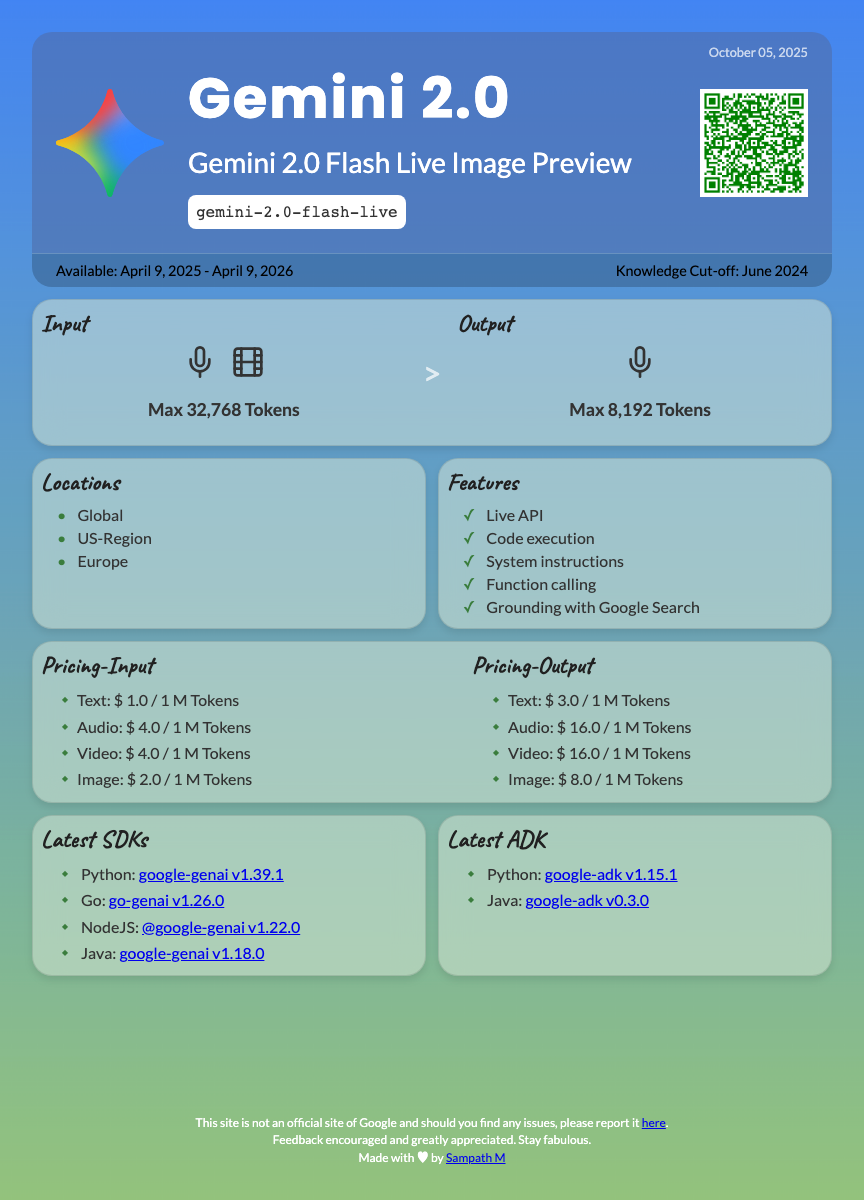 October 05, 2025
Gemini 2.0
Gemini 2.0 Flash Live Image Preview
gemini-2.0-flash-live
Available: April 9, 2025 - April 9, 2026
Knowledge Cut-off: June 2024
Input
Output
>
Max 32,768 Tokens
Max 8,192 Tokens
Locations
• Global
• US-Region
• Europe
Features
✓ Live API
✓ Code execution
✓ System instructions
✓ Function calling
✓ Grounding with Google Search
Pricing-Input
Text: $ 1.0 / 1 M Tokens
Audio: $ 4.0 / 1 M Tokens
Video: $ 4.0 / 1 M Tokens
Image: $ 2.0 / 1 M Tokens
Pricing-Output
Text: $ 3.0 / 1 M Tokens
Audio: $ 16.0 / 1 M Tokens
Video: $ 16.0 / 1 M Tokens
Image: $ 8.0 / 1 M Tokens
Latest SDKs
Python: google-genai v1.39.1
Go: go-genai v1.26.0
NodeJS: @google-genai v1.22.0
Java: google-genai v1.18.0
Latest ADK
Python: google-adk v1.15.1
Java: google-adk v0.3.0
This site is not an official site of Google and should you find any issues, please report it here.
Feedback encouraged and greatly appreciated. Stay fabulous.
Made with ♥ by Sampath M